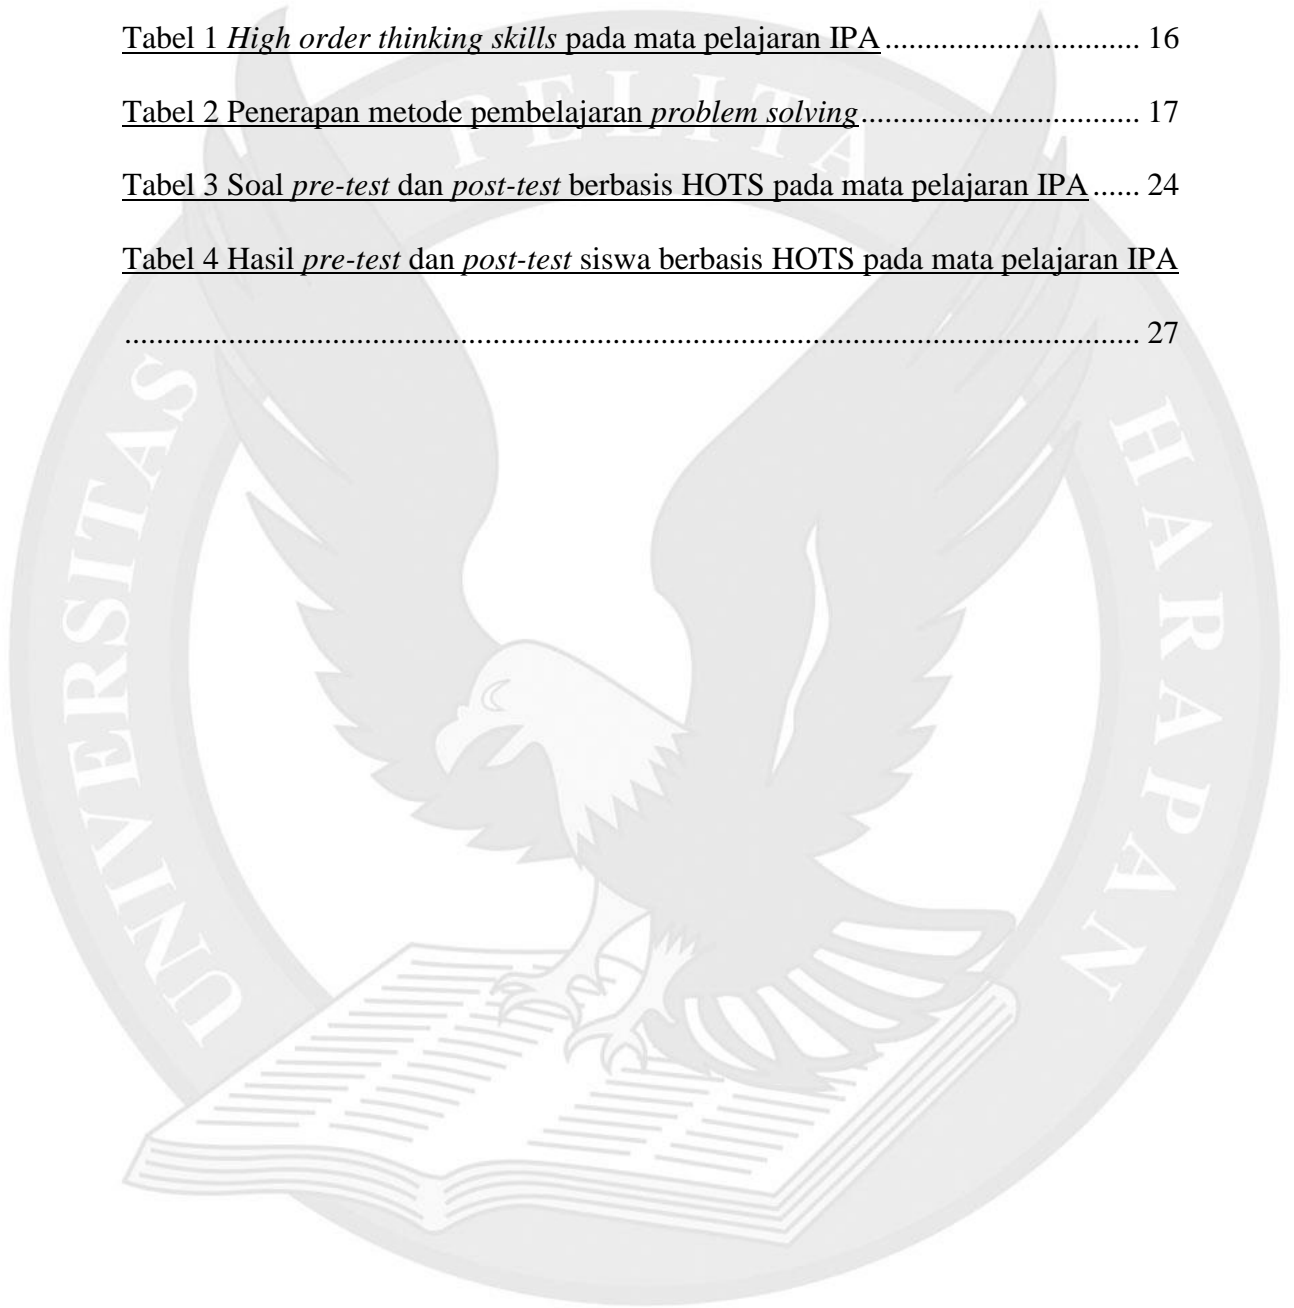 Tabel 1 High order thinking skills pada mata pelajaran IPA ................................ 16
Tabel 2 Penerapan metode pembelajaran problem solving ................................... 17
Tabel 3 Soal pre-test dan post-test berbasis HOTS pada mata pelajaran IPA ...... 24
Tabel 4 Hasil pre-test dan post-test siswa berbasis HOTS pada mata pelajaran IPA
................................................................................................................................. 27
UNIVERSITAS PELITA HARAPAN